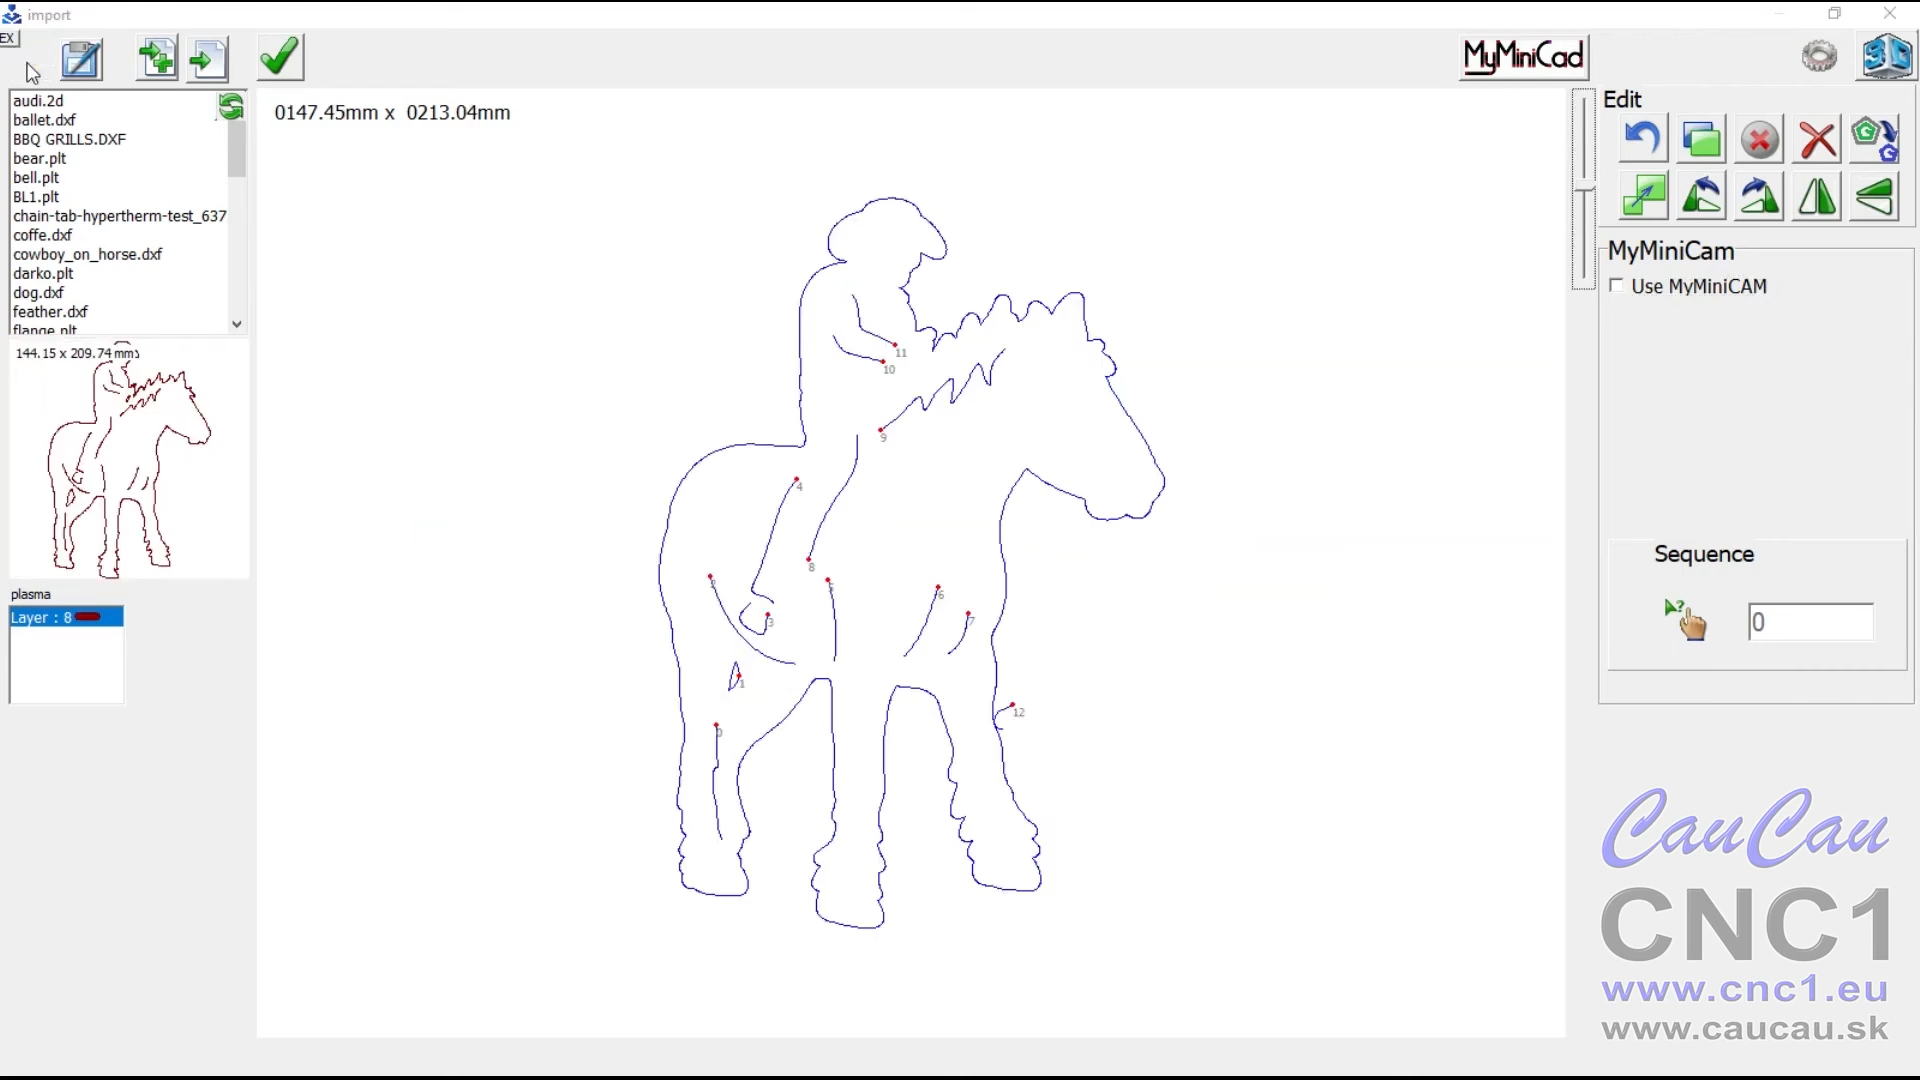 import
EX
MyMiniCad
3D
audi.2d
ballet.dxf
BBQ GRILLS.DXF
bear.plt
bell.plt
BL1.plt
chain-tab-hypertherm-test_637
coffe.dxf
cowboy_on_horse.dxf
darko.plt
dog.dxf
feather.dxf
flange.plt
144.15 x 209.74 mm
plasma
Layer : 8
0147.45mm x 0213.04mm
11
10
9
4
8
2
5
6
3
7
1
12
0
Edit
G
G
MyMiniCam
Use MyMiniCAM
Sequence
?
0
CauCau
CNC1
www.cnc1.eu
www.caucau.sk